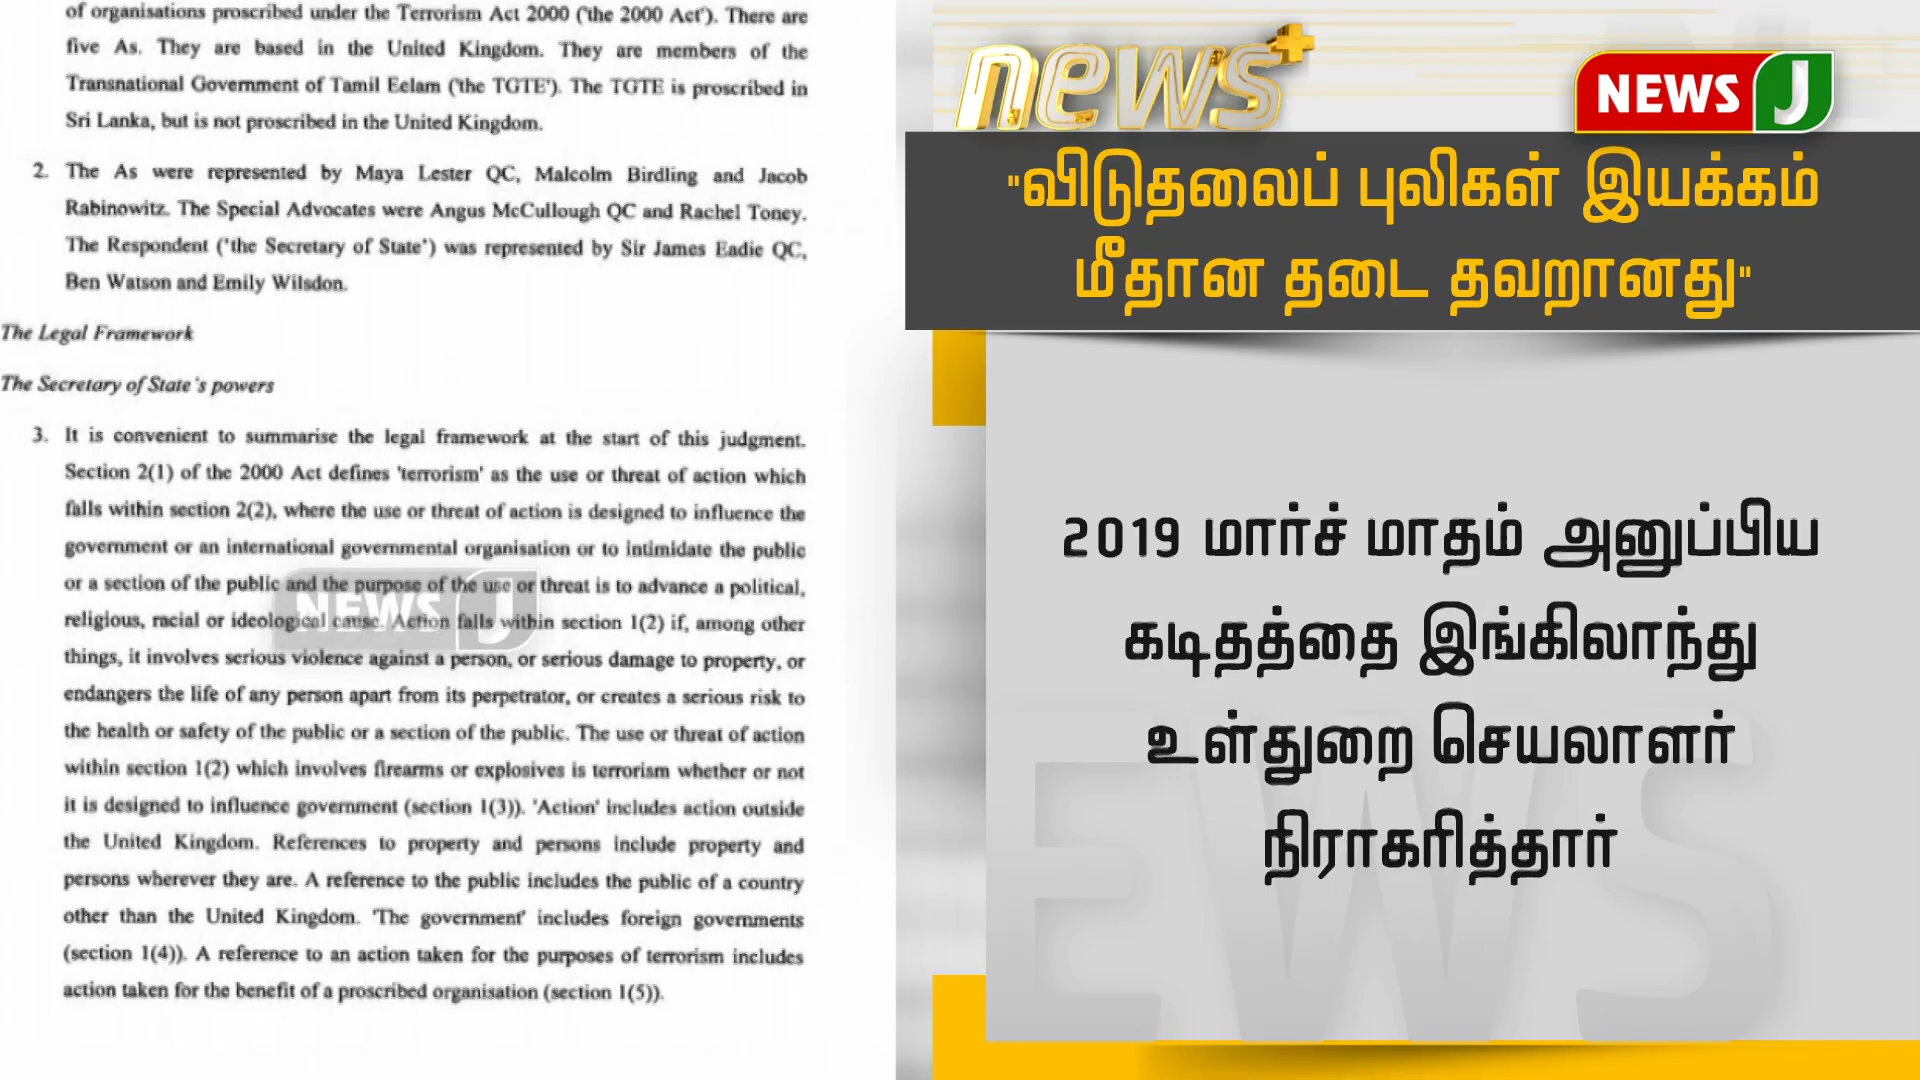 of organisations proscribed under the Terrorism Act 2000 ('the 2000 Act'). There are
five As. They are based in the United Kingdom. They are members of the
Transnational Government of Tamil Eelam ('the TGTE'). The TGTE is proscribed in
Sri Lanka, but is not proscribed in the United Kingdom.
2. The As were represented by Maya Lester QC, Malcolm Birdling and Jacob
Rabinowitz. The Special Advocates were Angus McCullough QC and Rachel Toney.
The Respondent ('the Secretary of State') was represented by Sir James Eadie QC,
Ben Watson and Emily Wilsdon.
The Legal Framework
The Secretary of State's powers
3. It is convenient to summarise the legal framework at the start of this judgment.
Section 2(1) of the 2000 Act defines 'terrorism' as the use or threat of action which
falls within section 2(2), where the use or threat of action is designed to influence the
government or an international governmental organisation or to intimidate the public
or a section of the public and the purpose of the use or threat is to advance a political,
religious, racial or ideological cause. Action falls within section 1(2) if, among other
things, it involves serious violence against a person, or serious damage to property, or
endangers the life of any person apart from its perpetrator, or creates a serious risk to
the health or safety of the public or a section of the public. The use or threat of action
within section 1(2) which involves firearms or explosives is terrorism whether or not
it is designed to influence government (section 1(3)). 'Action' includes action outside
the United Kingdom. References to property and persons include property and
persons wherever they are. A reference to the public includes the public of a country
other than the United Kingdom. 'The government' includes foreign governments
(section 1(4)). A reference to an action taken for the purposes of terrorism includes
action taken for the benefit of a proscribed organisation (section 1(5)).
NEWS J
news+
NEWS J
"விடுதலைப் புலிகள் இயக்கம்
மீதான தடை தவறானது"
2019 மார்ச் மாதம் அனுப்பிய
கடிதத்தை இங்கிலாந்து
உள்துறை செயலாளர்
நிராகரித்தார்
EWS